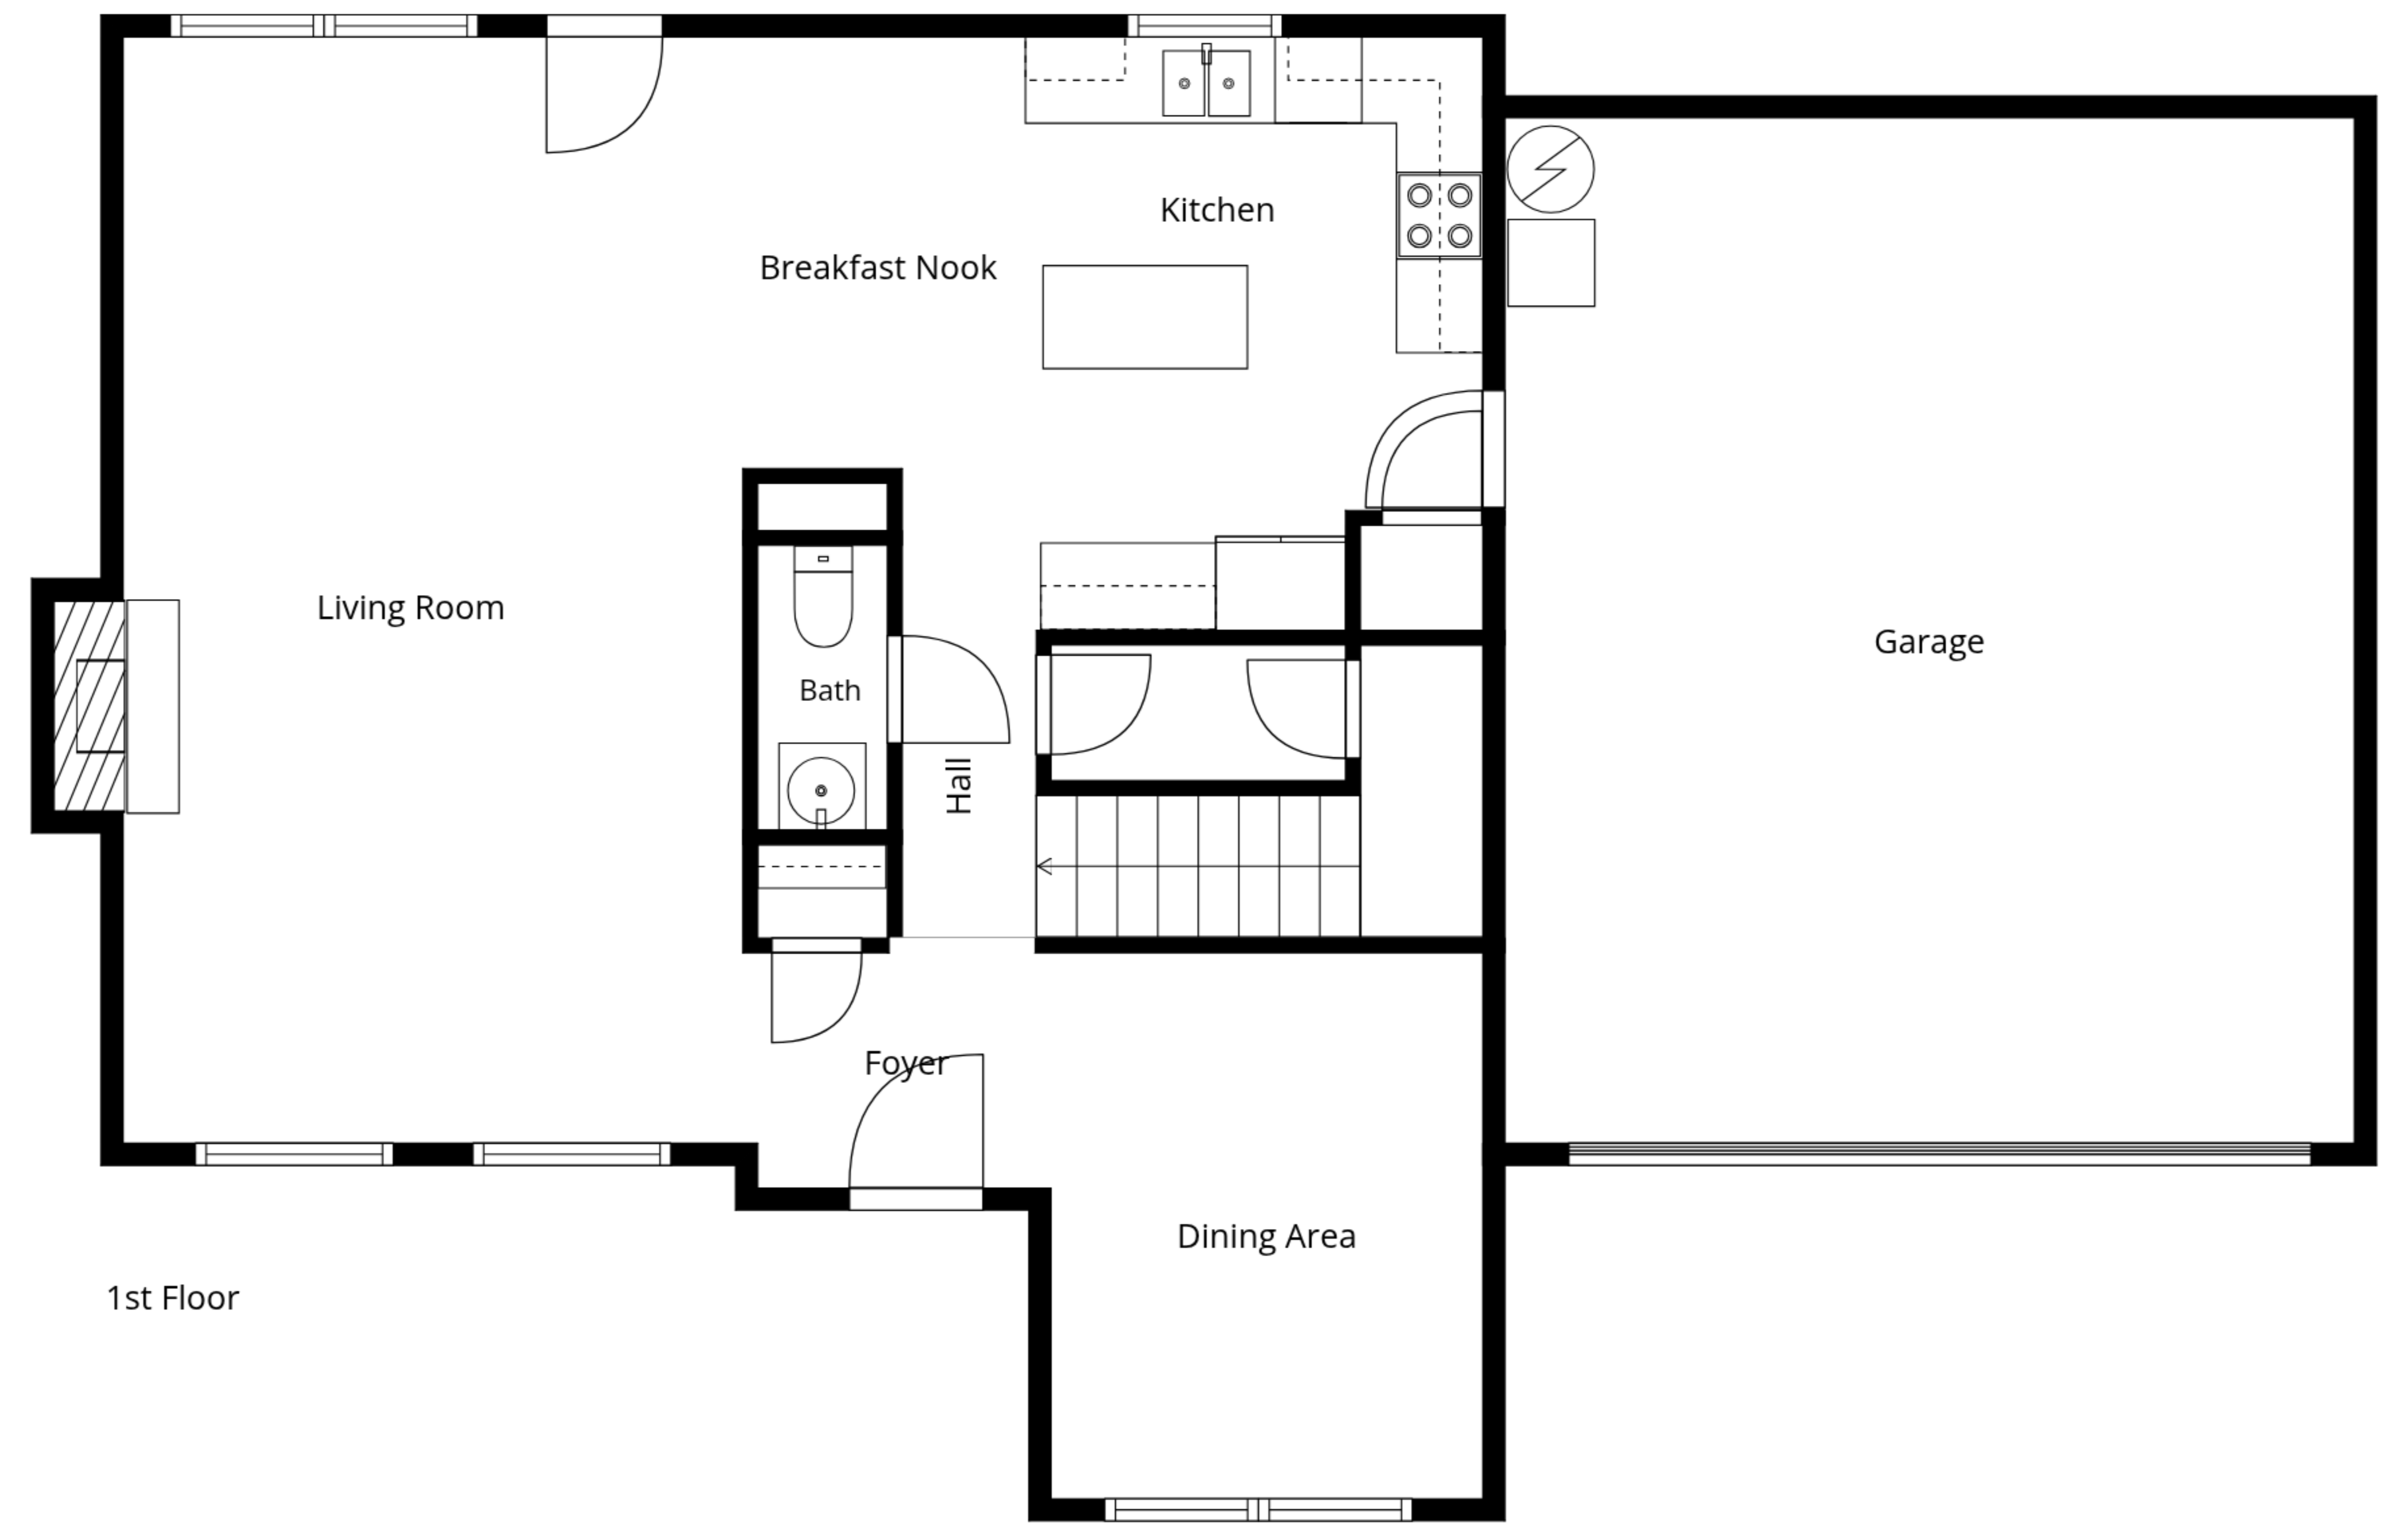 Kitchen
Breakfast Nook
Living Room
Garage
Bath
Hall
Foyer
Dining Area
1st Floor